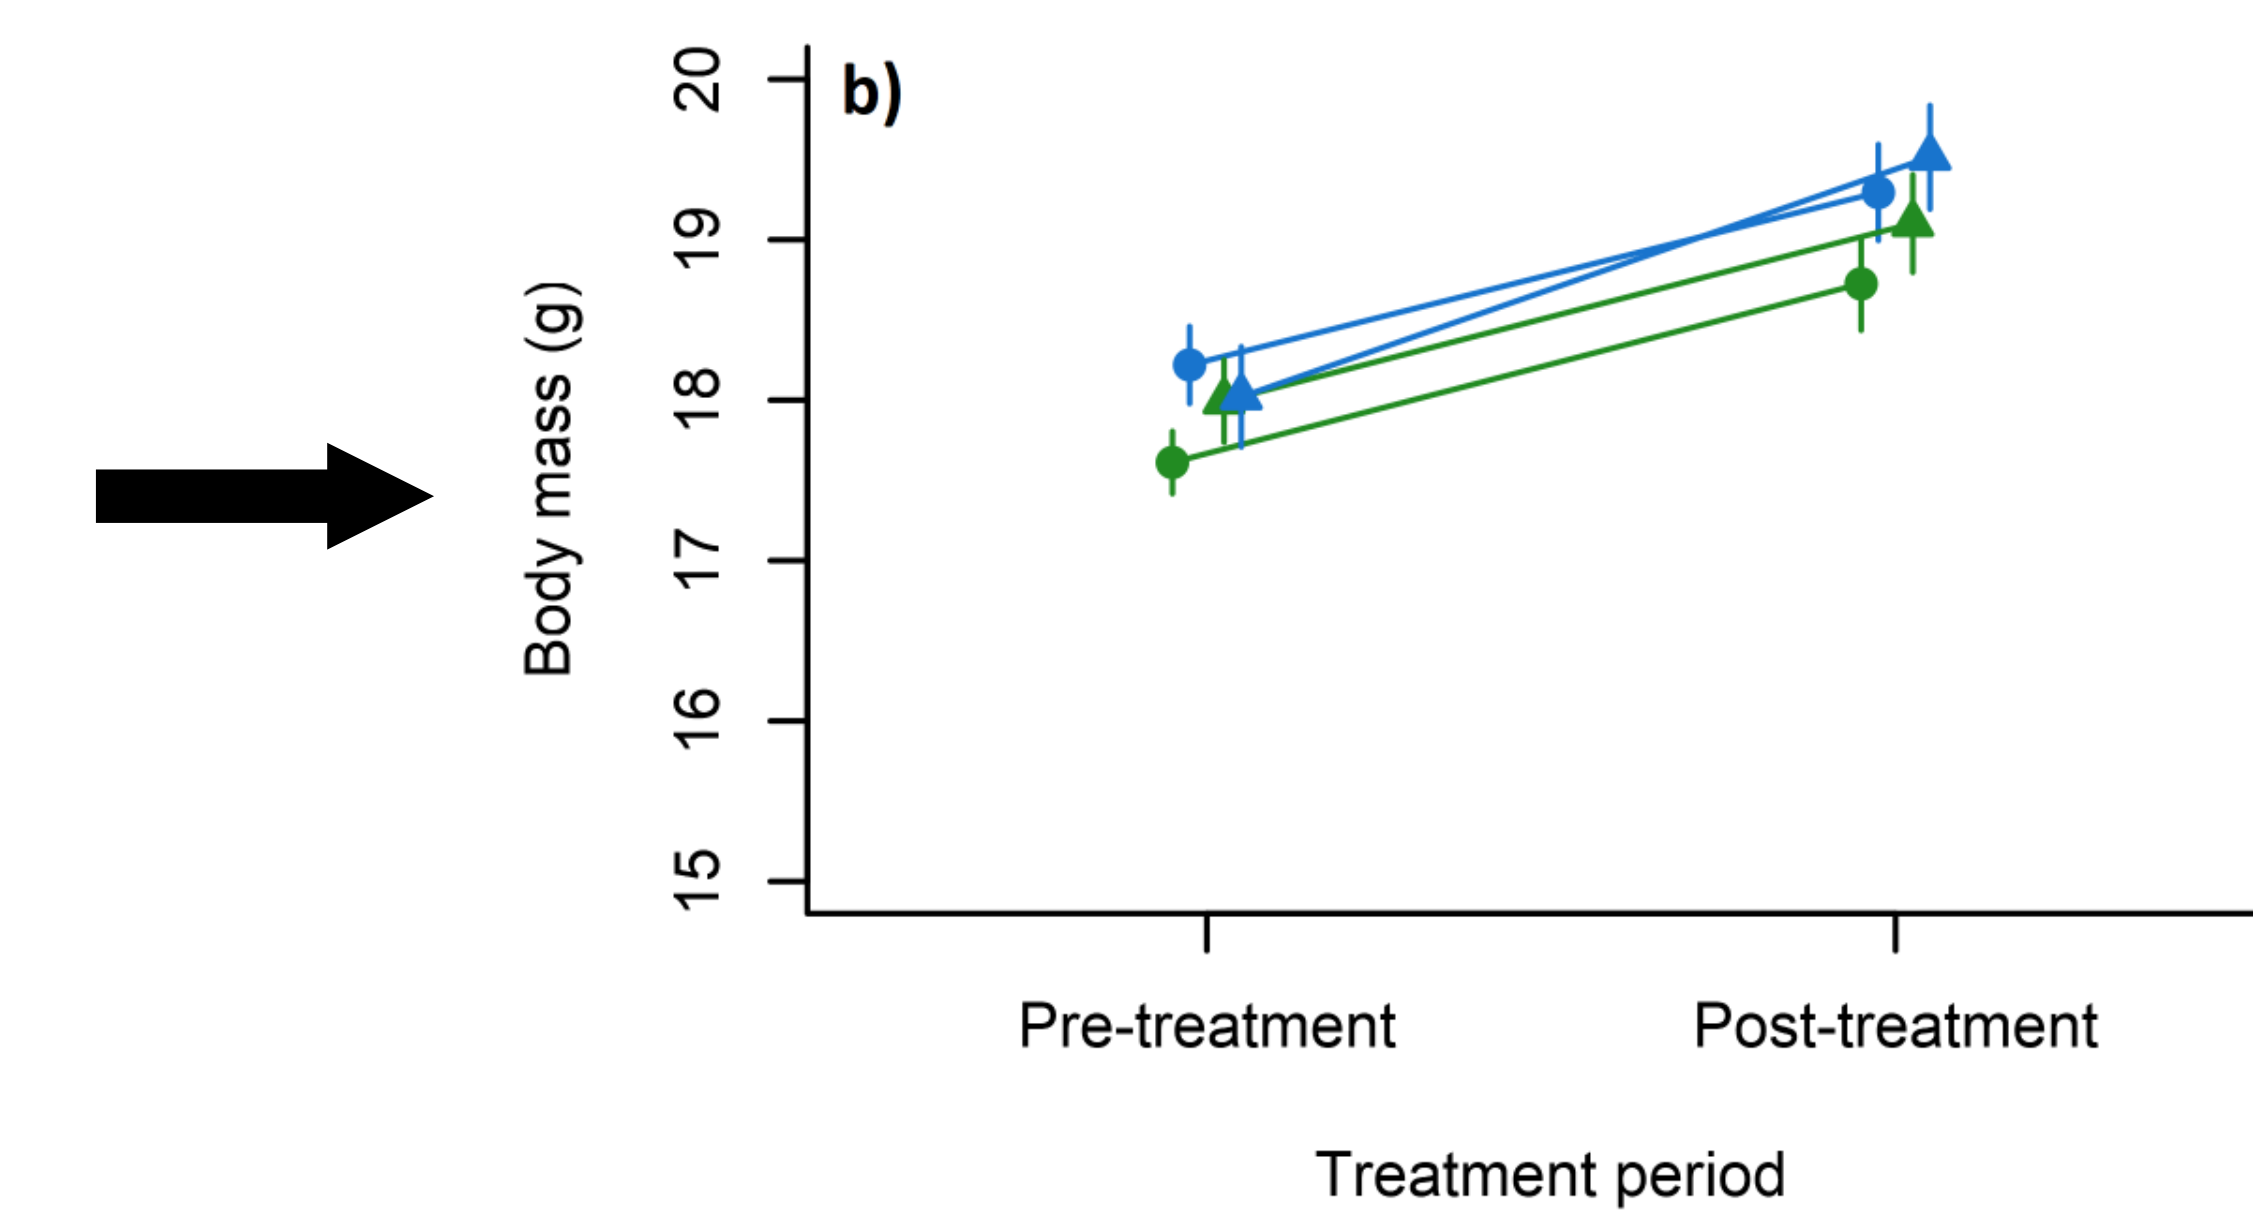 b)
Body mass (g)
20
19
18
17
16
15
Pre-treatment
Post-treatment
Treatment period